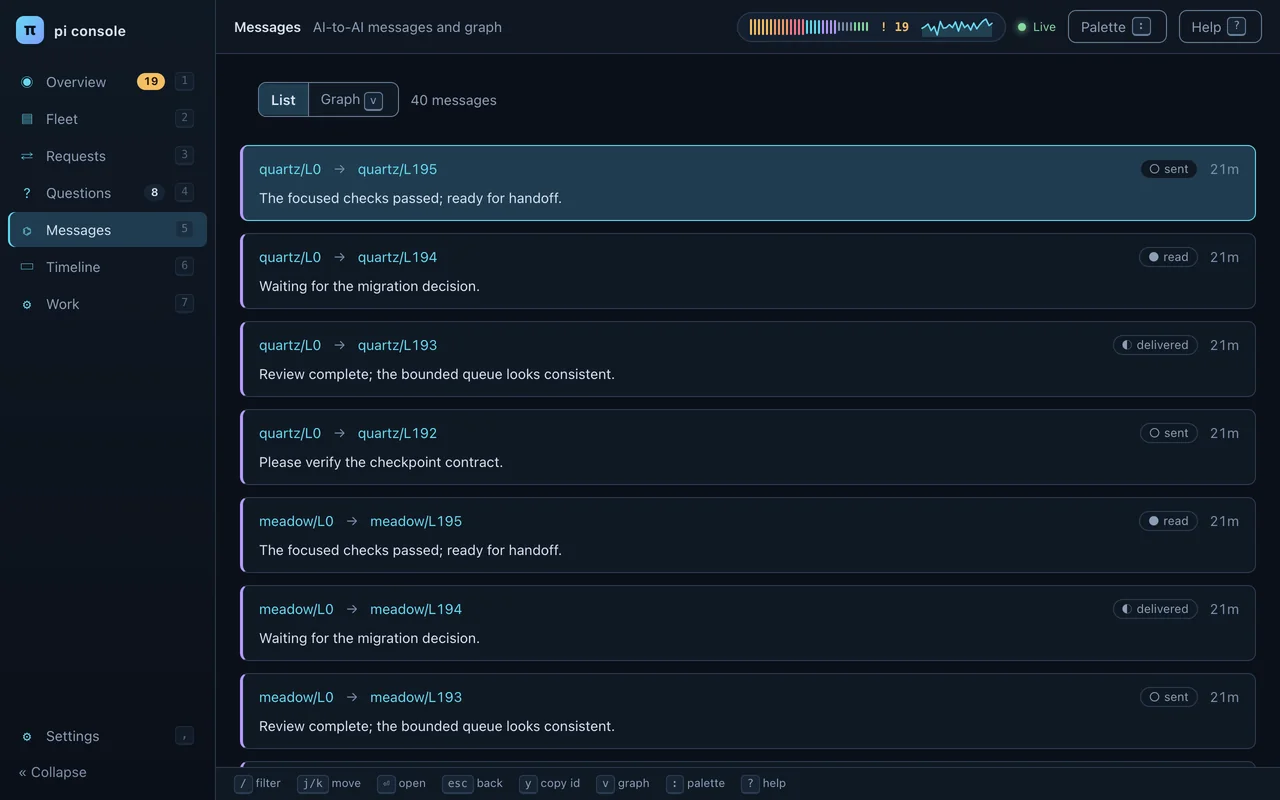 π pi console
Messages AI-to-AI messages and graph
! 19
Live
Palette :
Help ?
Overview 19 1
Fleet 2
Requests 3
? Questions 8 4
Messages 5
Timeline 6
Work 7
Settings ,
« Collapse
List Graph v 40 messages
quartz/L0 → quartz/L195 sent 21m
The focused checks passed; ready for handoff.
quartz/L0 → quartz/L194 read 21m
Waiting for the migration decision.
quartz/L0 → quartz/L193 delivered 21m
Review complete; the bounded queue looks consistent.
quartz/L0 → quartz/L192 sent 21m
Please verify the checkpoint contract.
meadow/L0 → meadow/L195 read 21m
The focused checks passed; ready for handoff.
meadow/L0 → meadow/L194 delivered 21m
Waiting for the migration decision.
meadow/L0 → meadow/L193 sent 21m
Review complete; the bounded queue looks consistent.
/ filter j/k move ⏎ open esc back y copy id v graph : palette ? help